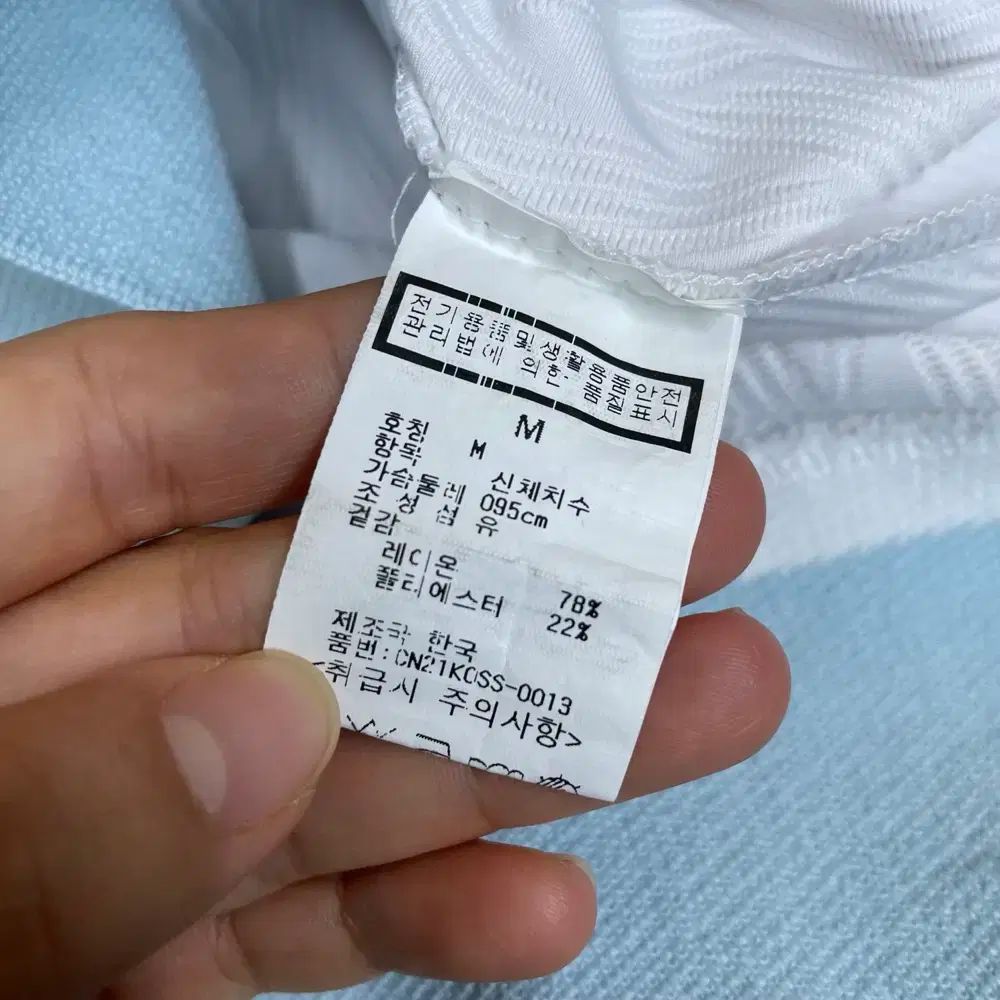 전기용품및생활용품안전
관리법에 의한 품질표시
M
호칭 M
항목 신체치수
가슴둘레 095cm
조성섬유
겉감
레이온 78%
폴리에스터 22%
제조국 한국
품번:CN21KOSS-0013
<취급시 주의사항>